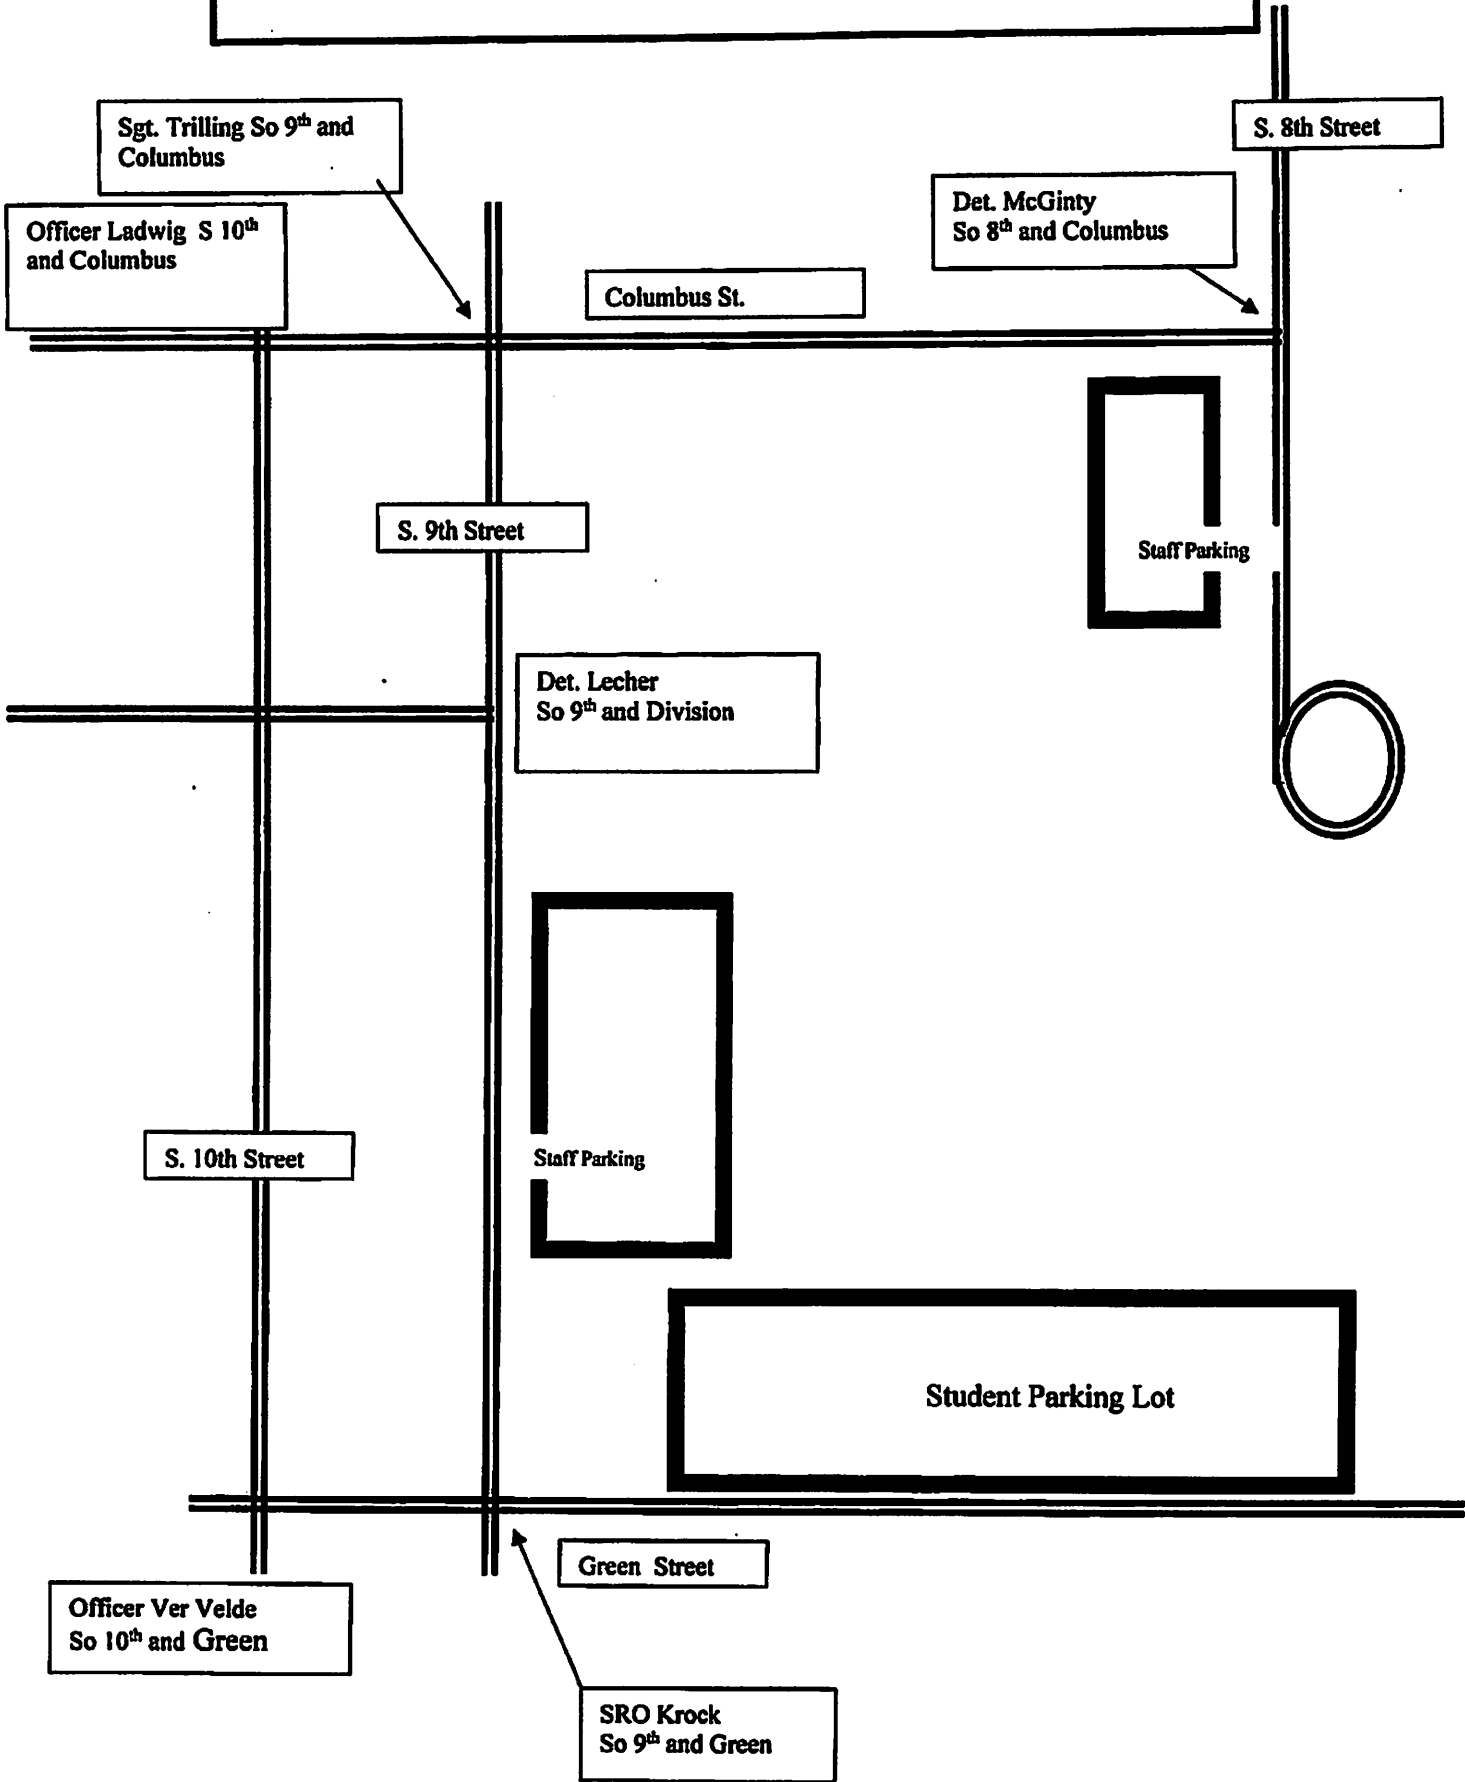 S. 8th Street
Sgt. Trilling So 9th and
Columbus
Det. McGinty
So 8th and Columbus
Officer Ladwig S 10th
and Columbus
Columbus St.
S. 9th Street
Staff Parking
Det. Lecher
So 9th and Division
S. 10th Street
Staff Parking
Student Parking Lot
Green Street
Officer Ver Velde
So 10th and Green
SRO Krock
So 9th and Green